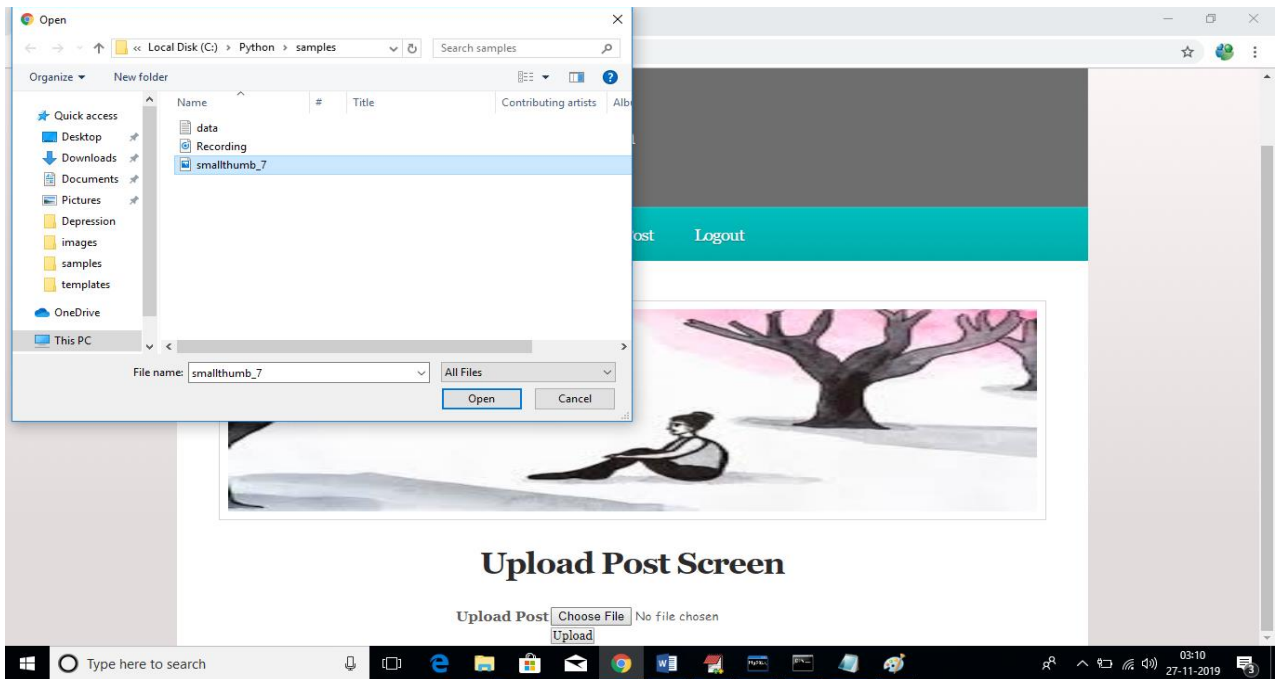 Open
« Local Disk (C:) › Python › samples
Search samples
Organize
New folder
Name
#
Title
Contributing artists
Quick access
Desktop
Downloads
Documents
Pictures
Depression
images
samples
templates
OneDrive
This PC
data
Recording
smallthumb_7
File name: smallthumb_7
All Files
Open
Cancel
Logout
Upload Post Screen
Upload Post Choose File No file chosen
Upload
Type here to search
03:10
27-11-2019
3